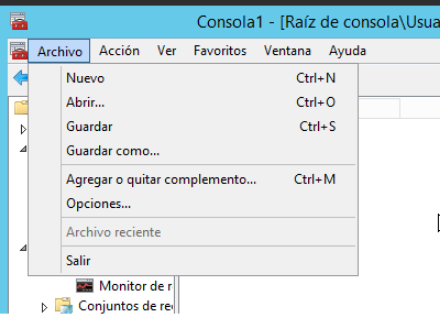 Consola1 - [Raíz de consola\Usua
Archivo Acción Ver Favoritos Ventana Ayuda
Nuevo Ctrl+N
Abrir... Ctrl+O
Guardar Ctrl+S
Guardar como...
Agregar o quitar complemento... Ctrl+M
Opciones...
Archivo reciente
Salir
Monitor de r
Conjuntos de re